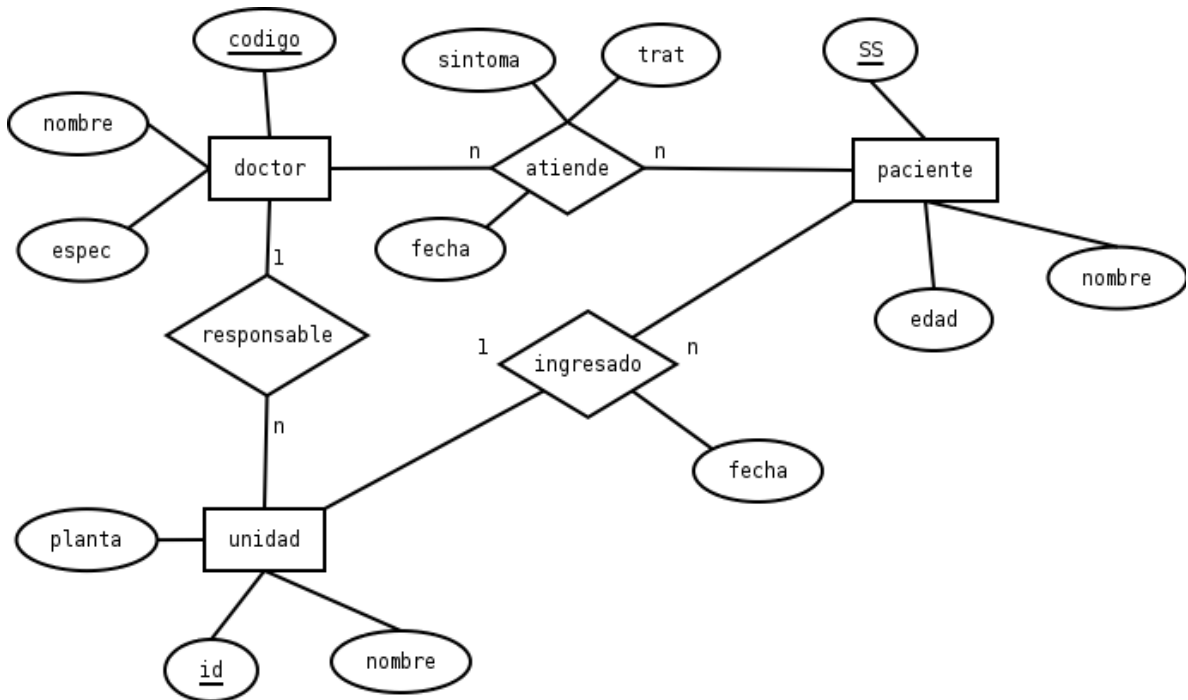 codigo
sintoma
trat
SS
nombre
doctor
n
atiende
n
paciente
espec
fecha
1
nombre
edad
responsable
1
ingresado
n
n
fecha
planta
unidad
id
nombre